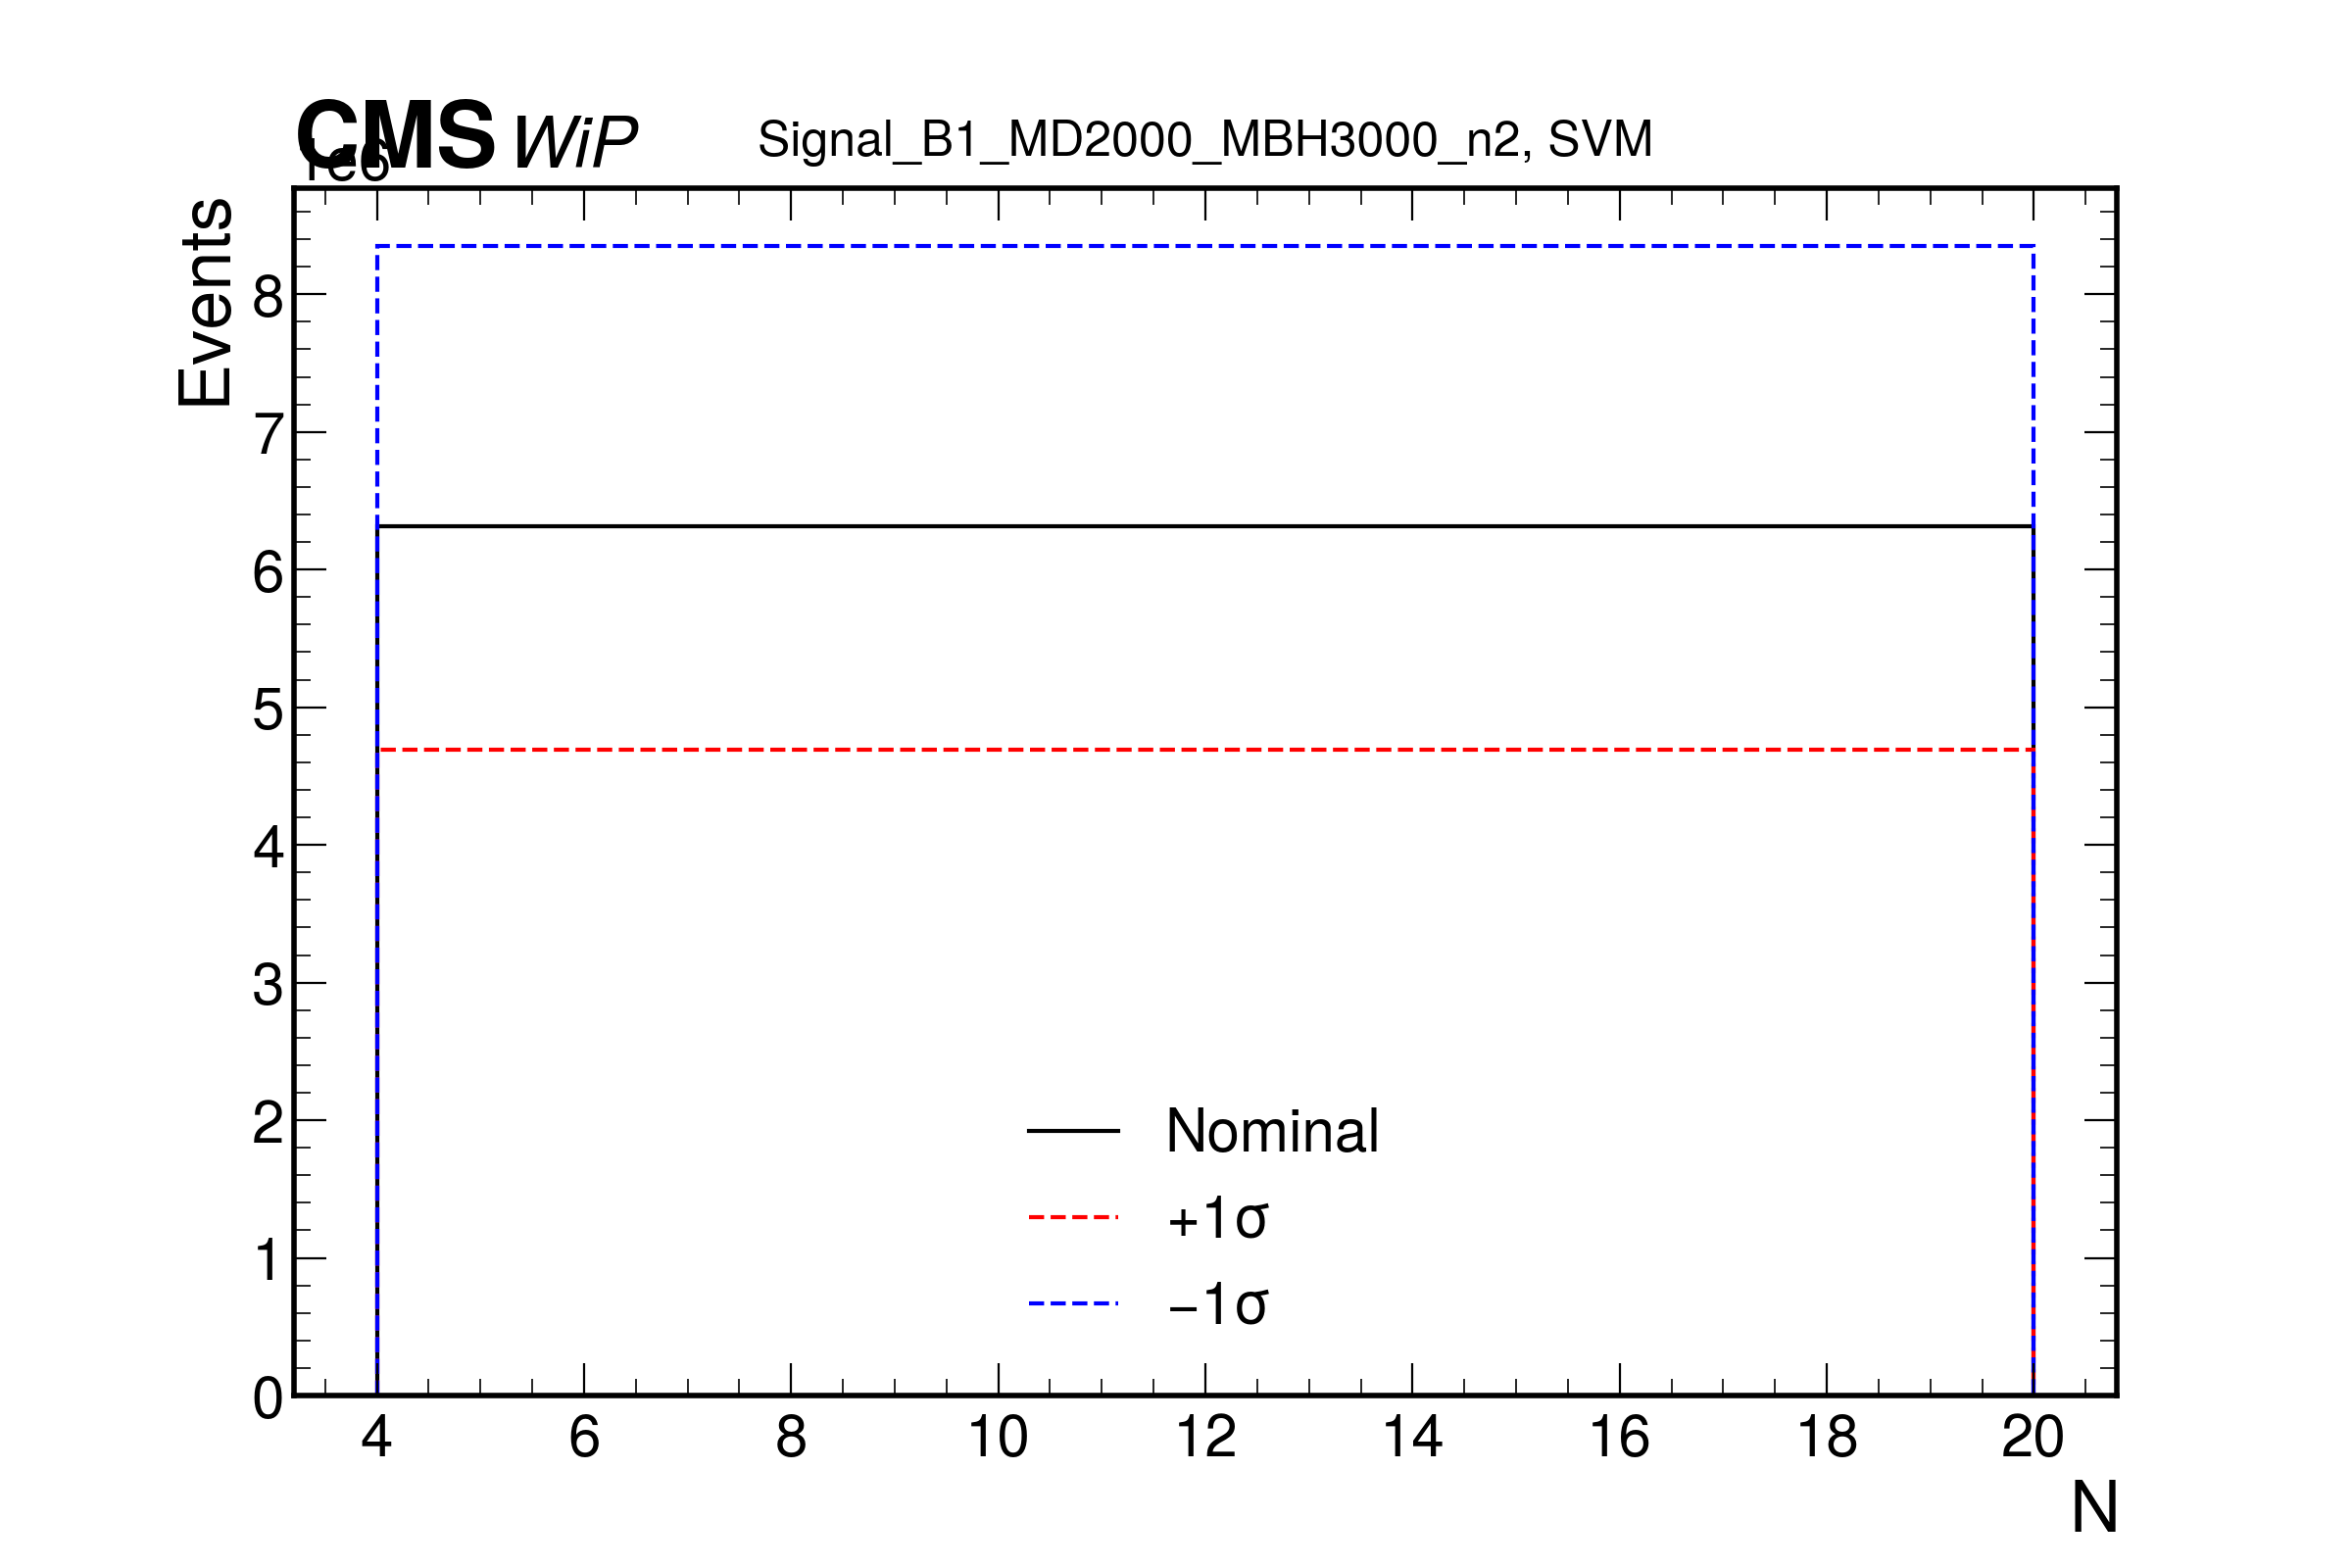 CMS WiP
Signal_B1_MD2000_MBH3000_n2, SVM
1e6
Events
8
7
6
5
4
3
2
1
0
Nominal
+1σ
−1σ
4 6 8 10 12 14 16 18 20
N